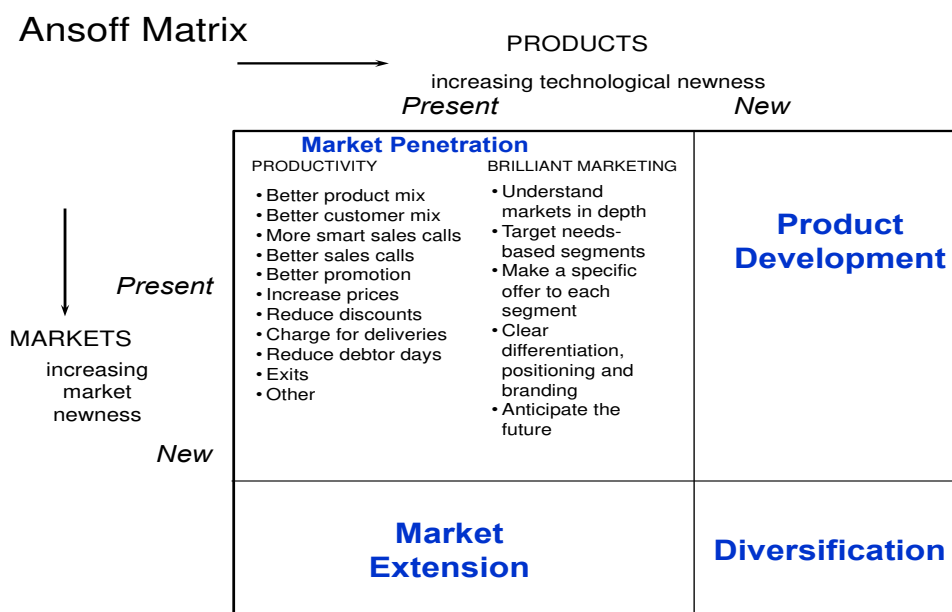 Ansoff Matrix
PRODUCTS
increasing technological newness
Present
New
Market Penetration
PRODUCTIVITY
• Better product mix
• Better customer mix
• More smart sales calls
• Better sales calls
• Better promotion
• Increase prices
• Reduce discounts
• Charge for deliveries
• Reduce debtor days
• Exits
• Other
BRILLIANT MARKETING
• Understand
markets in depth
• Target needs-
based segments
• Make a specific
offer to each
segment
• Clear
differentiation,
positioning and
branding
• Anticipate the
future
Product
Development
Present
MARKETS
increasing
market
newness
New
Market
Extension
Diversification